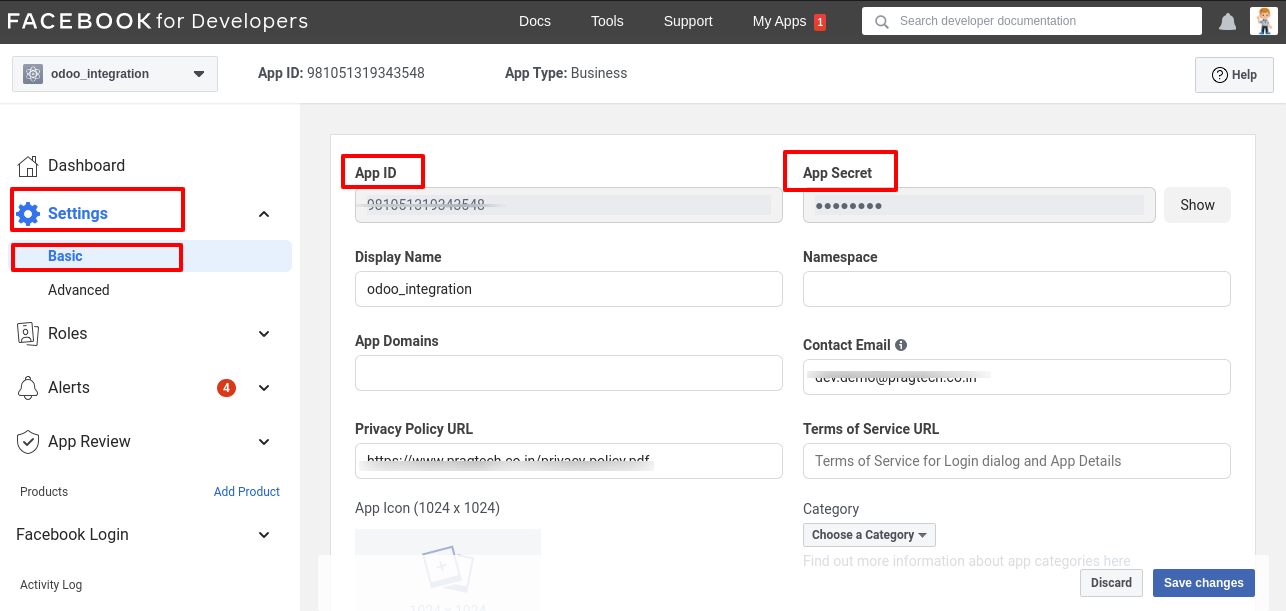 FACEBOOK for Developers
Docs
Tools
Support
My Apps 1
Search developer documentation
odoo_integration
App ID: 981051319343548
App Type: Business
Help
Dashboard
Settings
Basic
Advanced
Roles
Alerts
4
App Review
Products
Add Product
Facebook Login
Activity Log
App ID
981051319343548
App Secret
●●●●●●●●
Show
Display Name
odoo_integration
Namespace
App Domains
Contact Email
dev.demo@pragtech.co.in
Privacy Policy URL
https://www.pragtech.co.in/privacy-policy.pdf
Terms of Service URL
Terms of Service for Login dialog and App Details
App Icon (1024 x 1024)
1024 x 1024
Category
Choose a Category
Find out more information about app categories here
Discard
Save changes